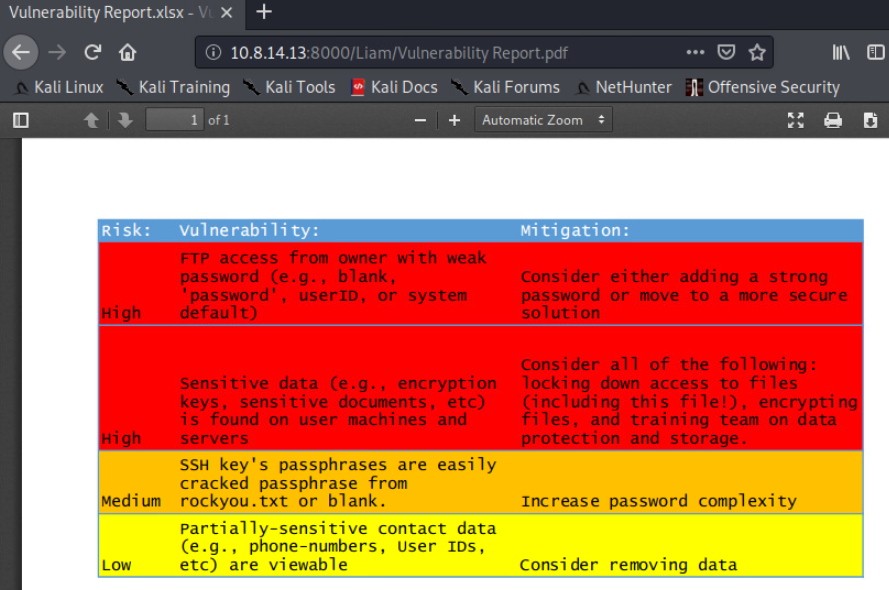 Vulnerability Report.xlsx - Vu
10.8.14.13:8000/Liam/Vulnerability Report.pdf
Kali Linux Kali Training Kali Tools Kali Docs Kali Forums NetHunter Offensive Security
1 of 1 Automatic Zoom
Risk: Vulnerability: Mitigation:
FTP access from owner with weak
password (e.g., blank, Consider either adding a strong
'password', userID, or system password or move to a more secure
High default) solution
Consider all of the following:
Sensitive data (e.g., encryption locking down access to files
keys, sensitive documents, etc) (including this file!), encrypting
is found on user machines and files, and training team on data
High servers protection and storage.
SSH key's passphrases are easily
cracked passphrase from
Medium rockyou.txt or blank. Increase password complexity
Partially-sensitive contact data
(e.g., phone-numbers, User IDs,
Low etc) are viewable Consider removing data